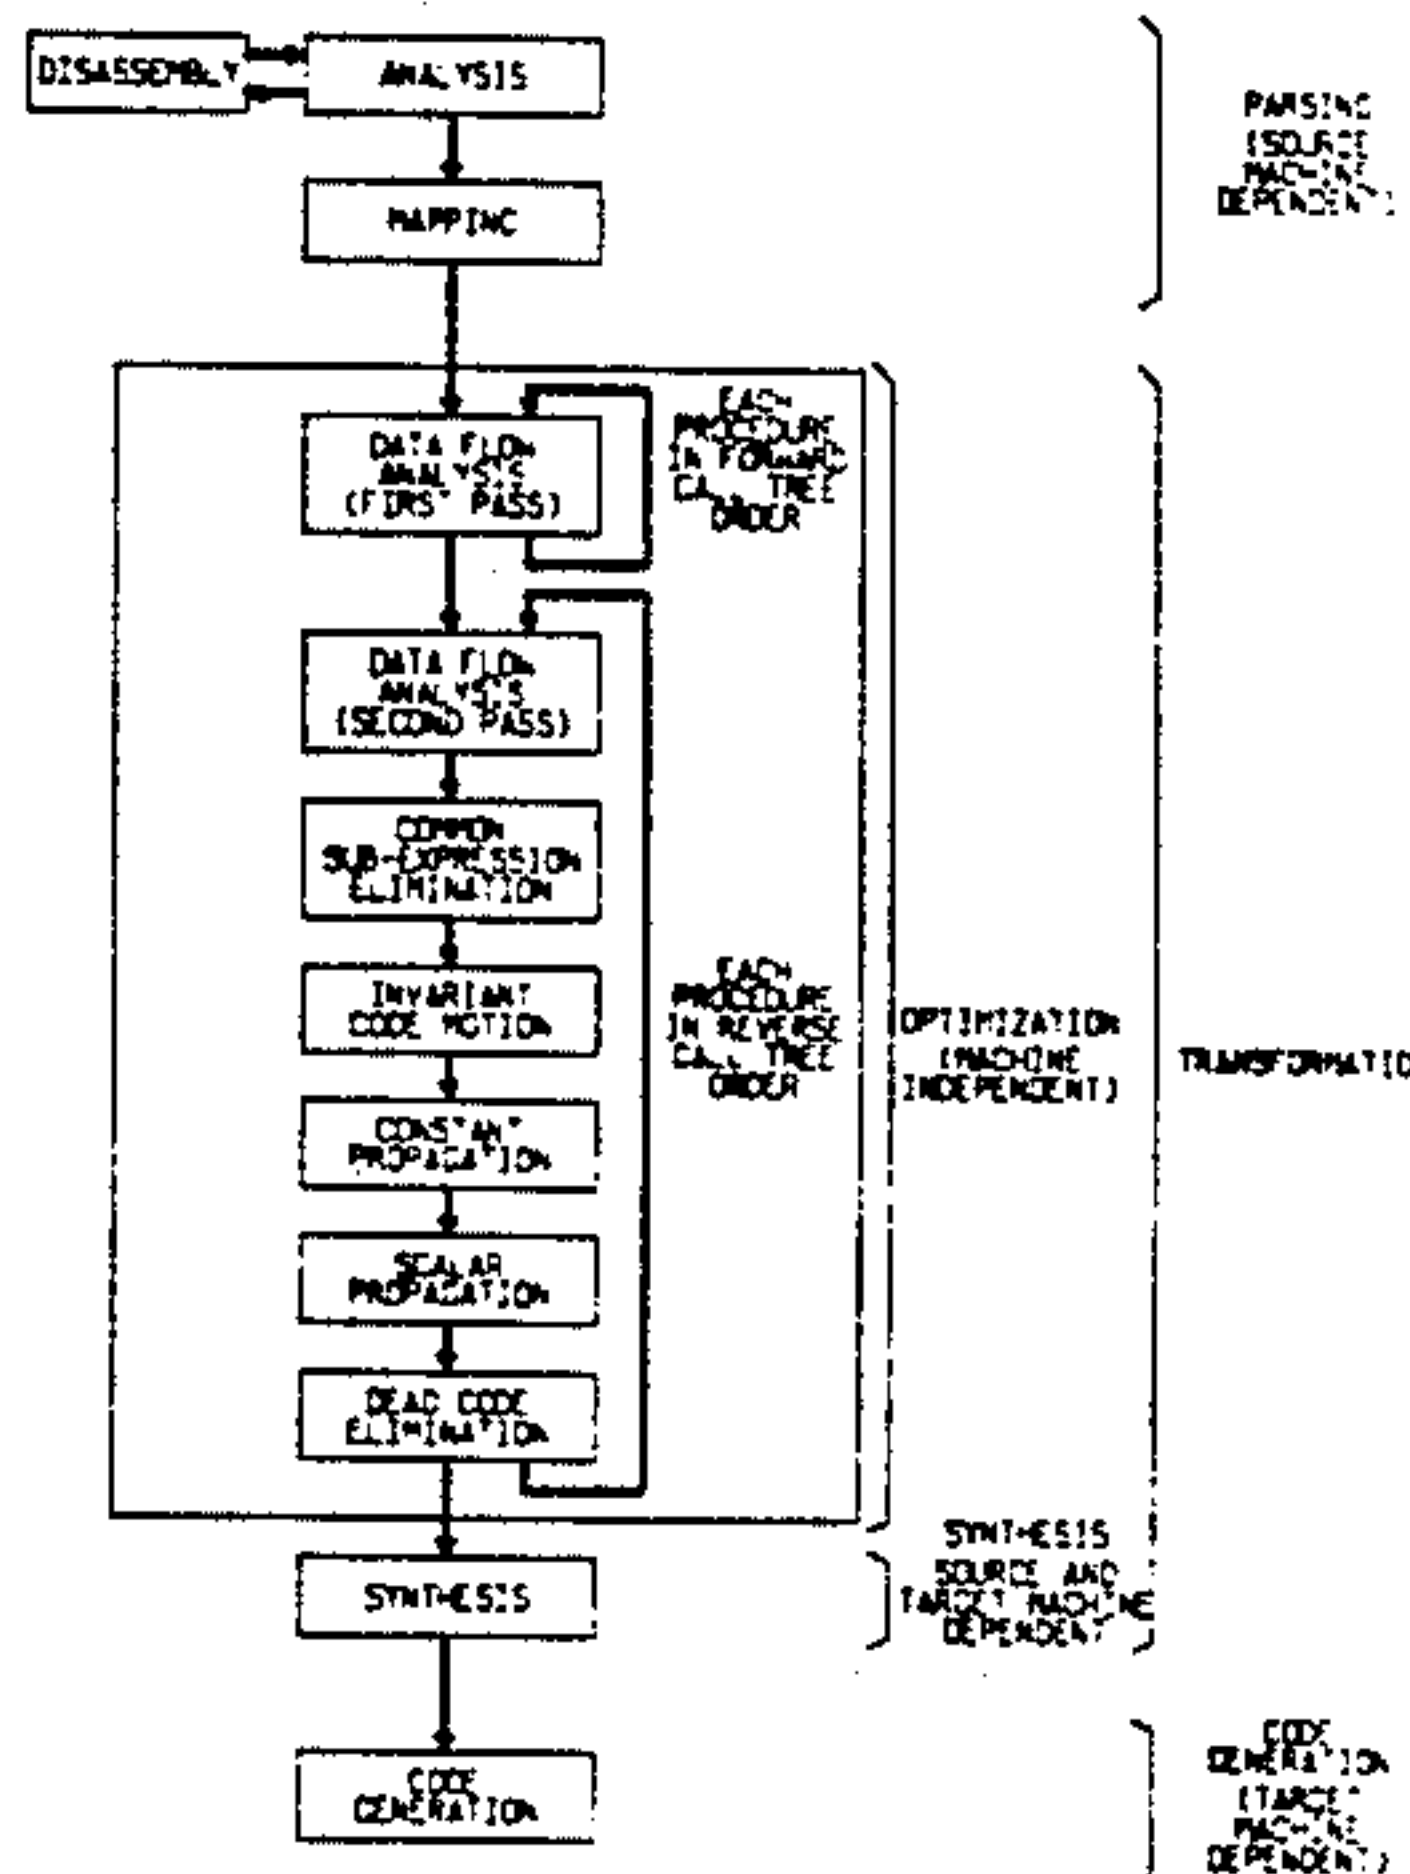 DISASSEMBLY
ANALYSIS
PARSING
(SOURCE
MACHINE
DEPENDENT)
MAPPING
DATA FLOW
ANALYSIS
(FIRST PASS)
EACH
PROCEDURE
IN FORWARD
CALL TREE
ORDER
DATA FLOW
ANALYSIS
(SECOND PASS)
COMMON
SUB-EXPRESSION
ELIMINATION
INVARIANT
CODE MOTION
CONSTANT
PROPAGATION
SCALAR
PROPAGATION
DEAD CODE
ELIMINATION
EACH
PROCEDURE
IN REVERSE
CALL TREE
ORDER
OPTIMIZATION
(MACHINE
INDEPENDENT)
TRANSFORMATIO
SYNTHESIS
SYNTHESIS
SOURCE AND
TARGET MACHINE
DEPENDENT
CODE
GENERATION
CODE
GENERATION
(TARGET
MACHINE
DEPENDENT)